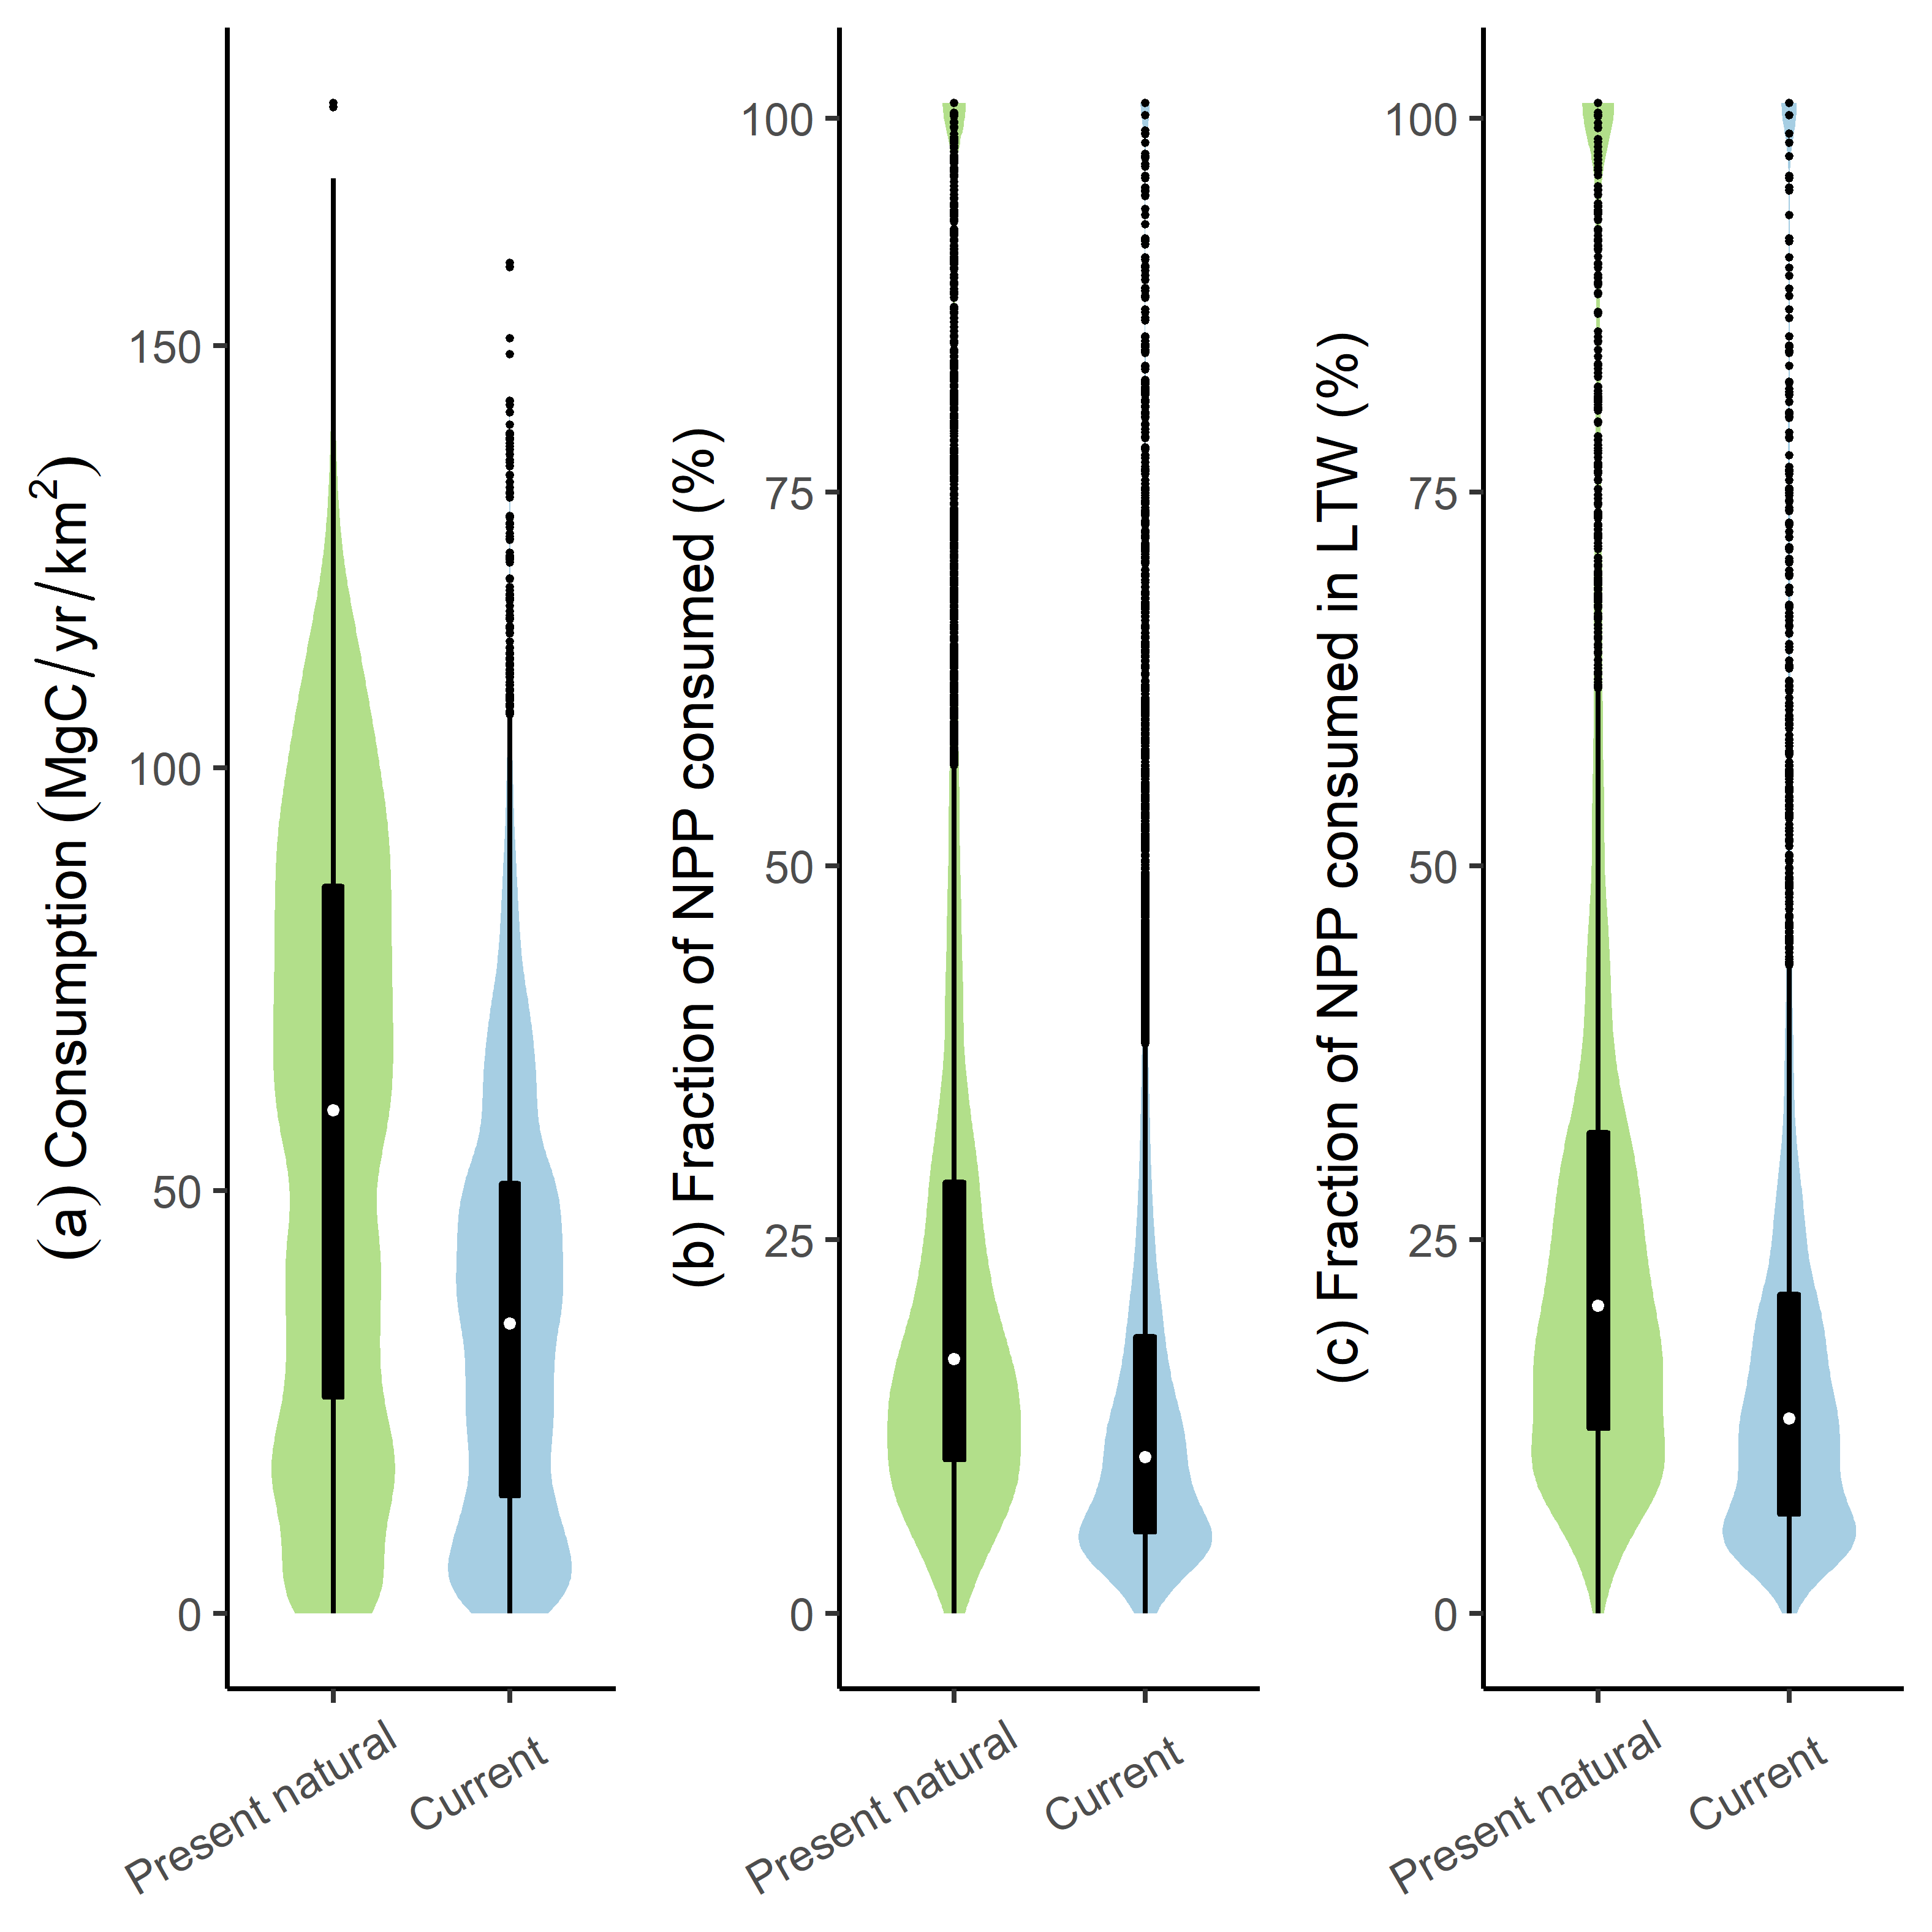 (a) Consumption (MgC/yr/km²)
150
100
50
0
Present natural
Current
(b) Fraction of NPP consumed (%)
100
75
50
25
0
Present natural
Current
(c) Fraction of NPP consumed in LTW (%)
100
75
50
25
0
Present natural
Current